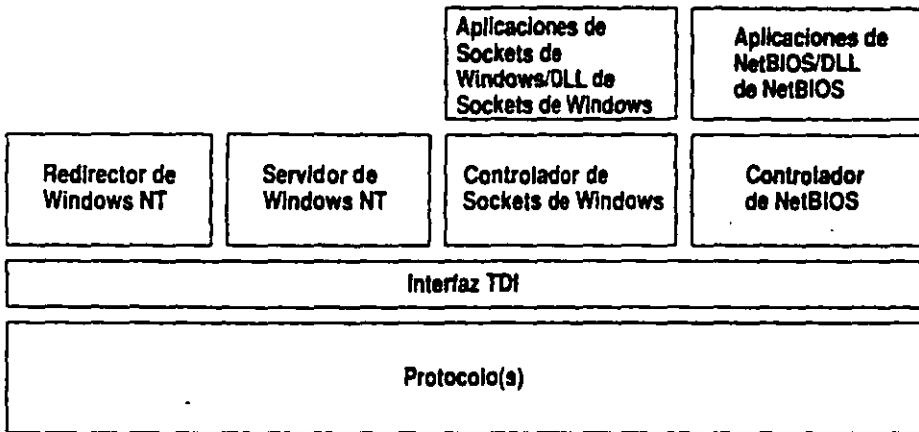 Aplicaciones de
Sockets de
Windows/DLL de
Sockets de Windows
Aplicaciones de
NetBIOS/DLL
de NetBIOS
Redirector de
Windows NT
Servidor de
Windows NT
Controlador de
Sockets de Windows
Controlador
de NetBIOS
Interfaz TDI
Protocolo(s)